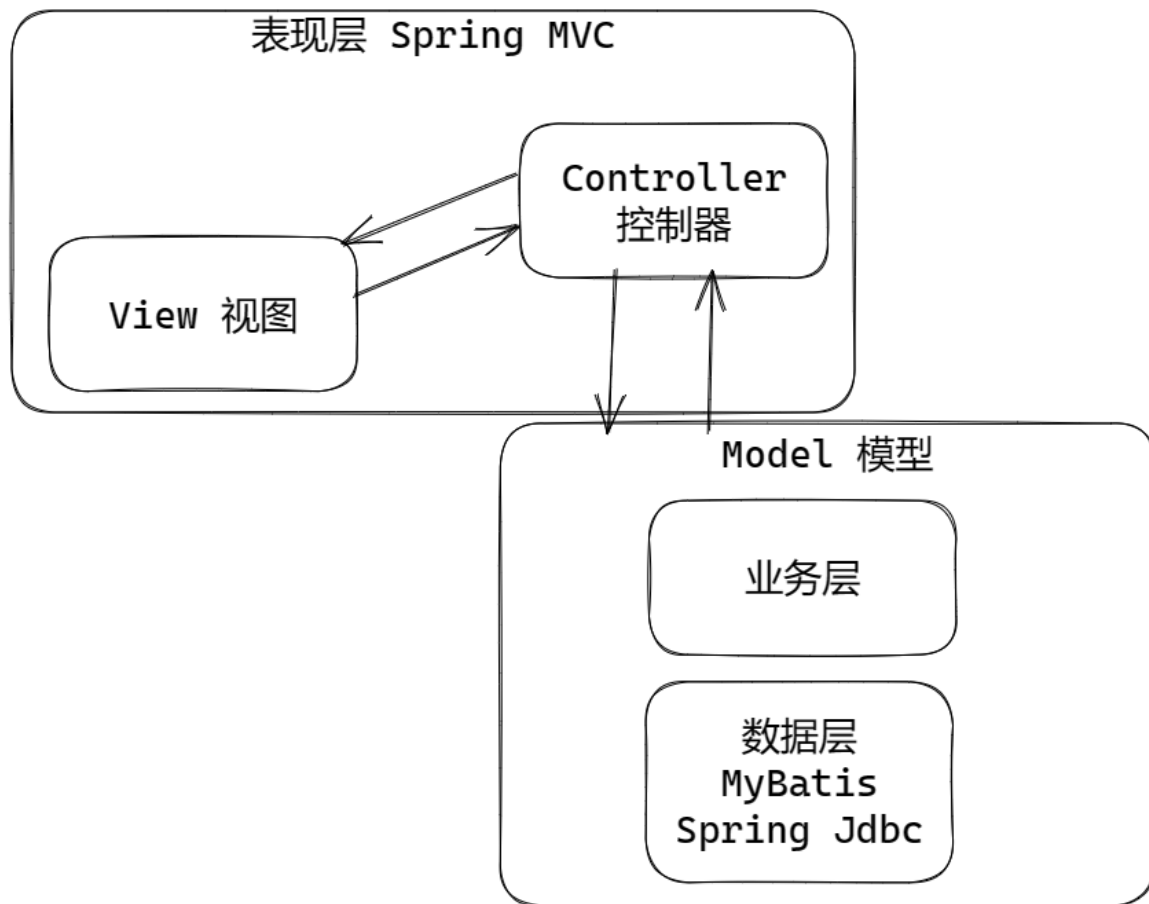 表现层 Spring MVC
Controller
控制器
View 视图
Model 模型
业务层
数据层
MyBatis
Spring Jdbc